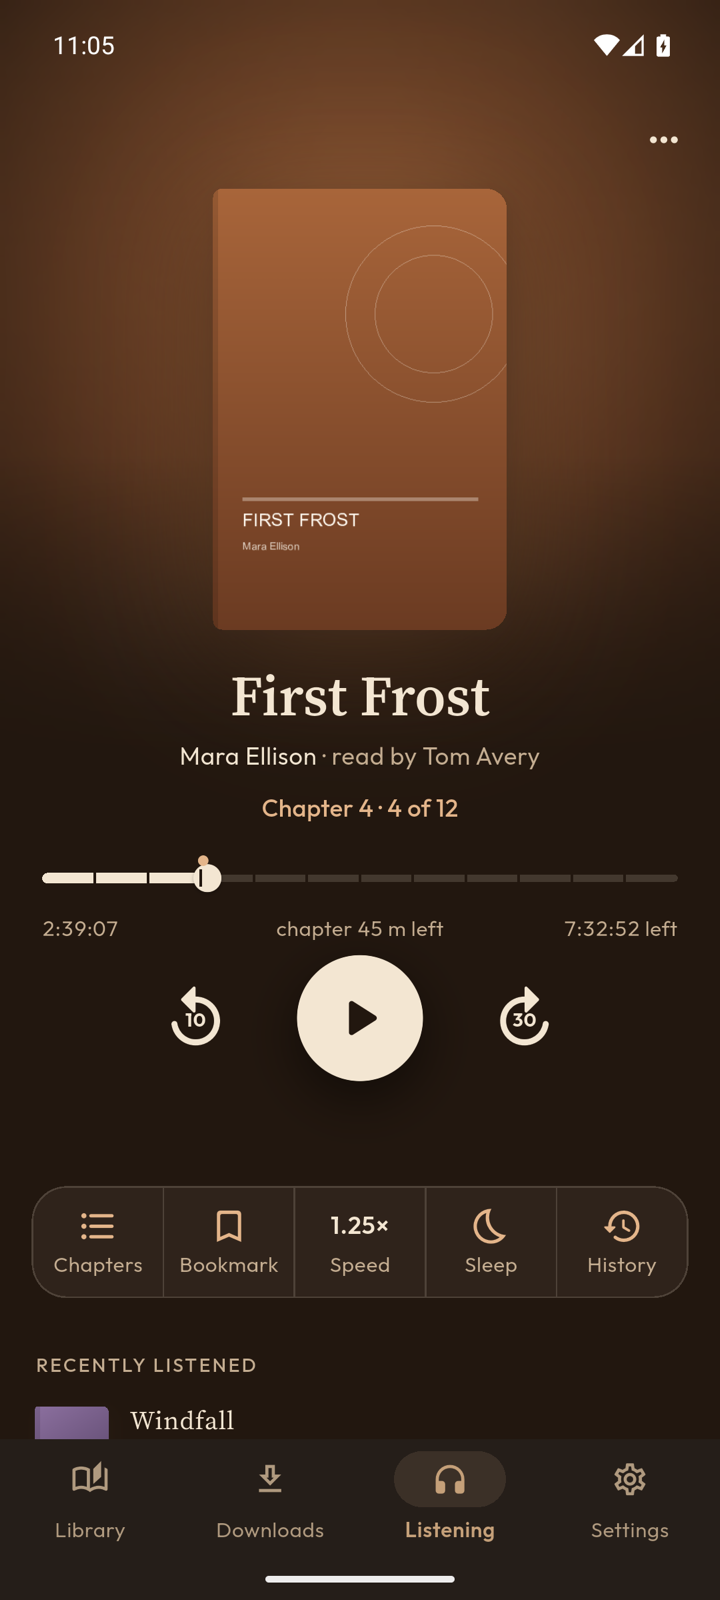 11:05
FIRST FROST
Mara Ellison
First Frost
Mara Ellison · read by Tom Avery
Chapter 4 · 4 of 12
2:39:07 chapter 45 m left 7:32:52 left
10 30
1.25×
Chapters Bookmark Speed Sleep History
RECENTLY LISTENED
Windfall
Library Downloads Listening Settings